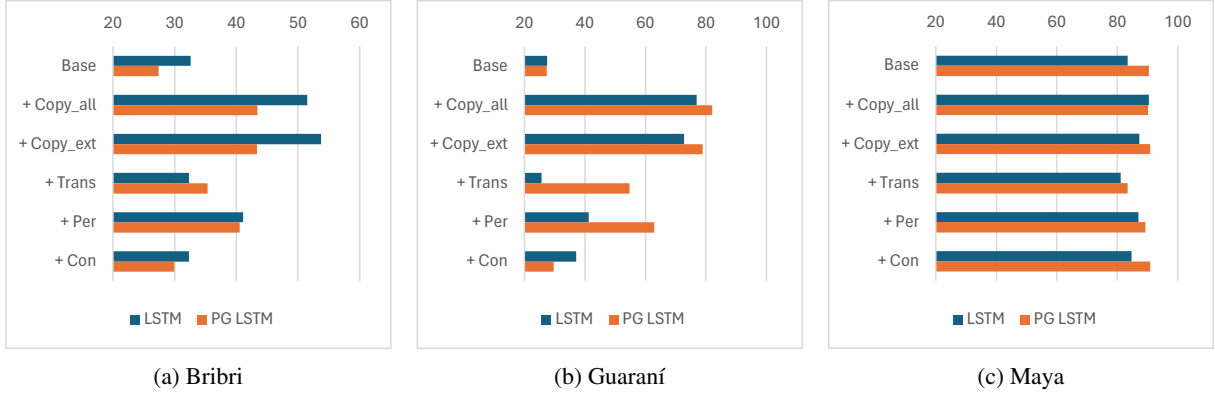 20 30 40 50 60
Base
+ Copy_all
+ Copy_ext
+ Trans
+ Per
+ Con
LSTM PG LSTM
(a) Bribri
20 40 60 80 100
Base
+ Copy_all
+ Copy_ext
+ Trans
+ Per
+ Con
LSTM PG LSTM
(b) Guaraní
20 40 60 80 100
Base
+ Copy_all
+ Copy_ext
+ Trans
+ Per
+ Con
LSTM PG LSTM
(c) Maya